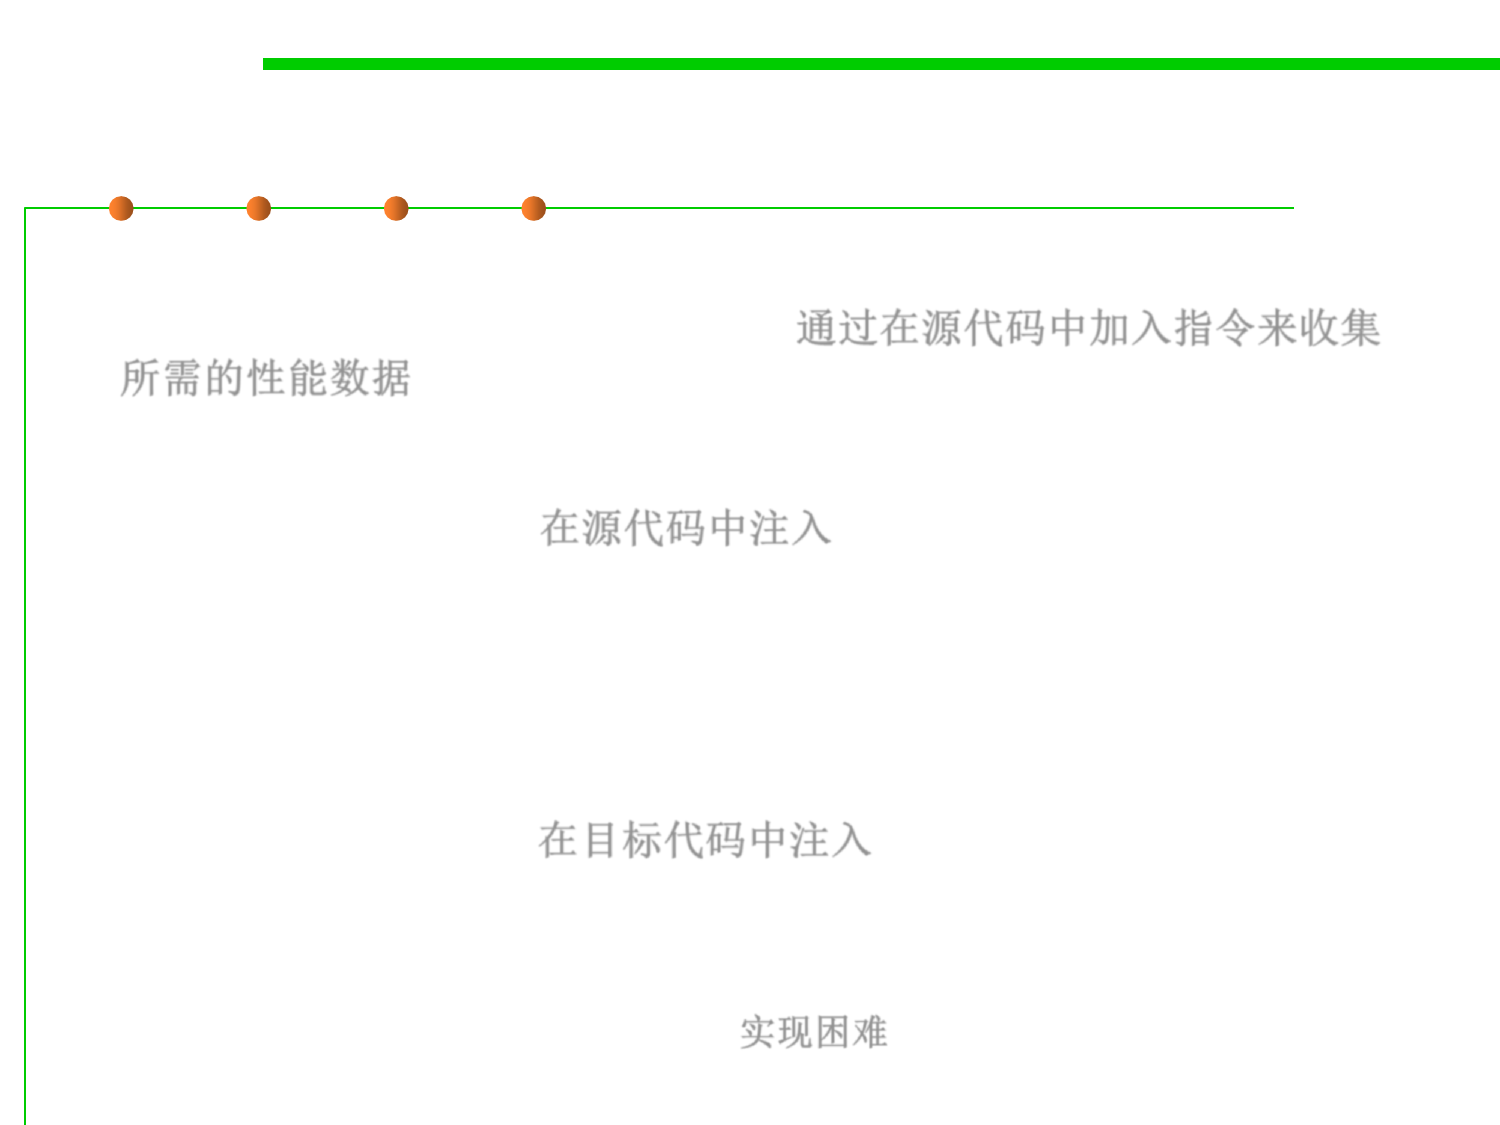 通过在源代码中加入指令来收集
所需的性能数据
在源代码中注入
在目标代码中注入
实现困难